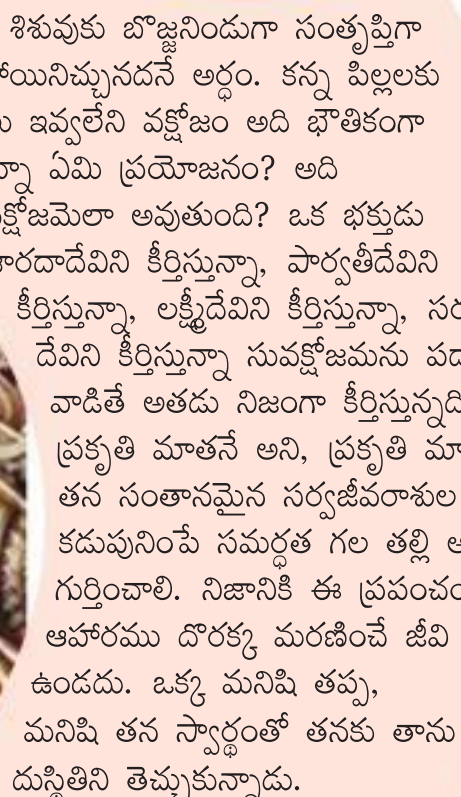 శిశువుకు బొజ్జనిండుగా సంతృప్తిగా
యినిచ్చునదనే అర్ధం. కన్న పిల్లలకు
ఇవ్వలేని వక్షోజం అది భౌతికంగా
న్నా ఏమి ప్రయోజనం? అది
క్షోజమెలా అవుతుంది? ఒక భక్తుడు
రదాదేవిని కీర్తిస్తున్నా, పార్వతీదేవిని
కీర్తిస్తున్నా, లక్ష్మీదేవిని కీర్తిస్తున్నా, సర
దేవిని కీర్తిస్తున్నా సువక్షోజమను పద
వాడితే అతడు నిజంగా కీర్తిస్తున్నది
ప్రకృతి మాతనే అని, ప్రకృతి మా
తన సంతానమైన సర్వజీవరాశుల
కడుపునింపే సమర్ధత గల తల్లి అ
గుర్తించాలి. నిజానికి ఈ ప్రపంచం
ఆహారము దొరక్క మరణించే జీవి
ఉండదు. ఒక్క మనిషి తప్ప,
మనిషి తన స్వార్థంతో తనకు తాను
దుస్థితిని తెచ్చుకున్నాడు.